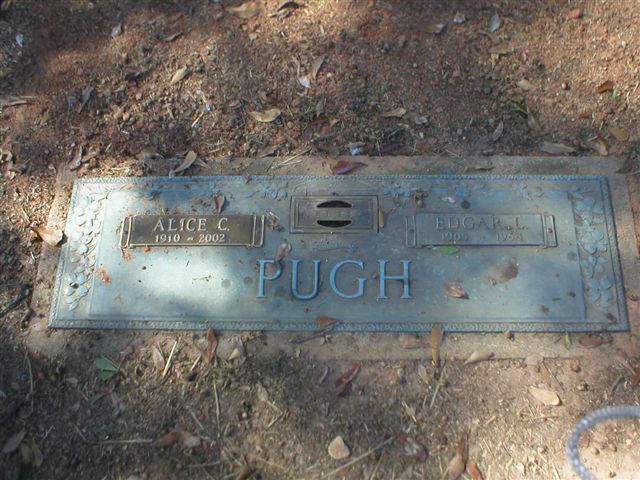 ALICE C.
1910 - 2002
EDGAR L.
PUGH